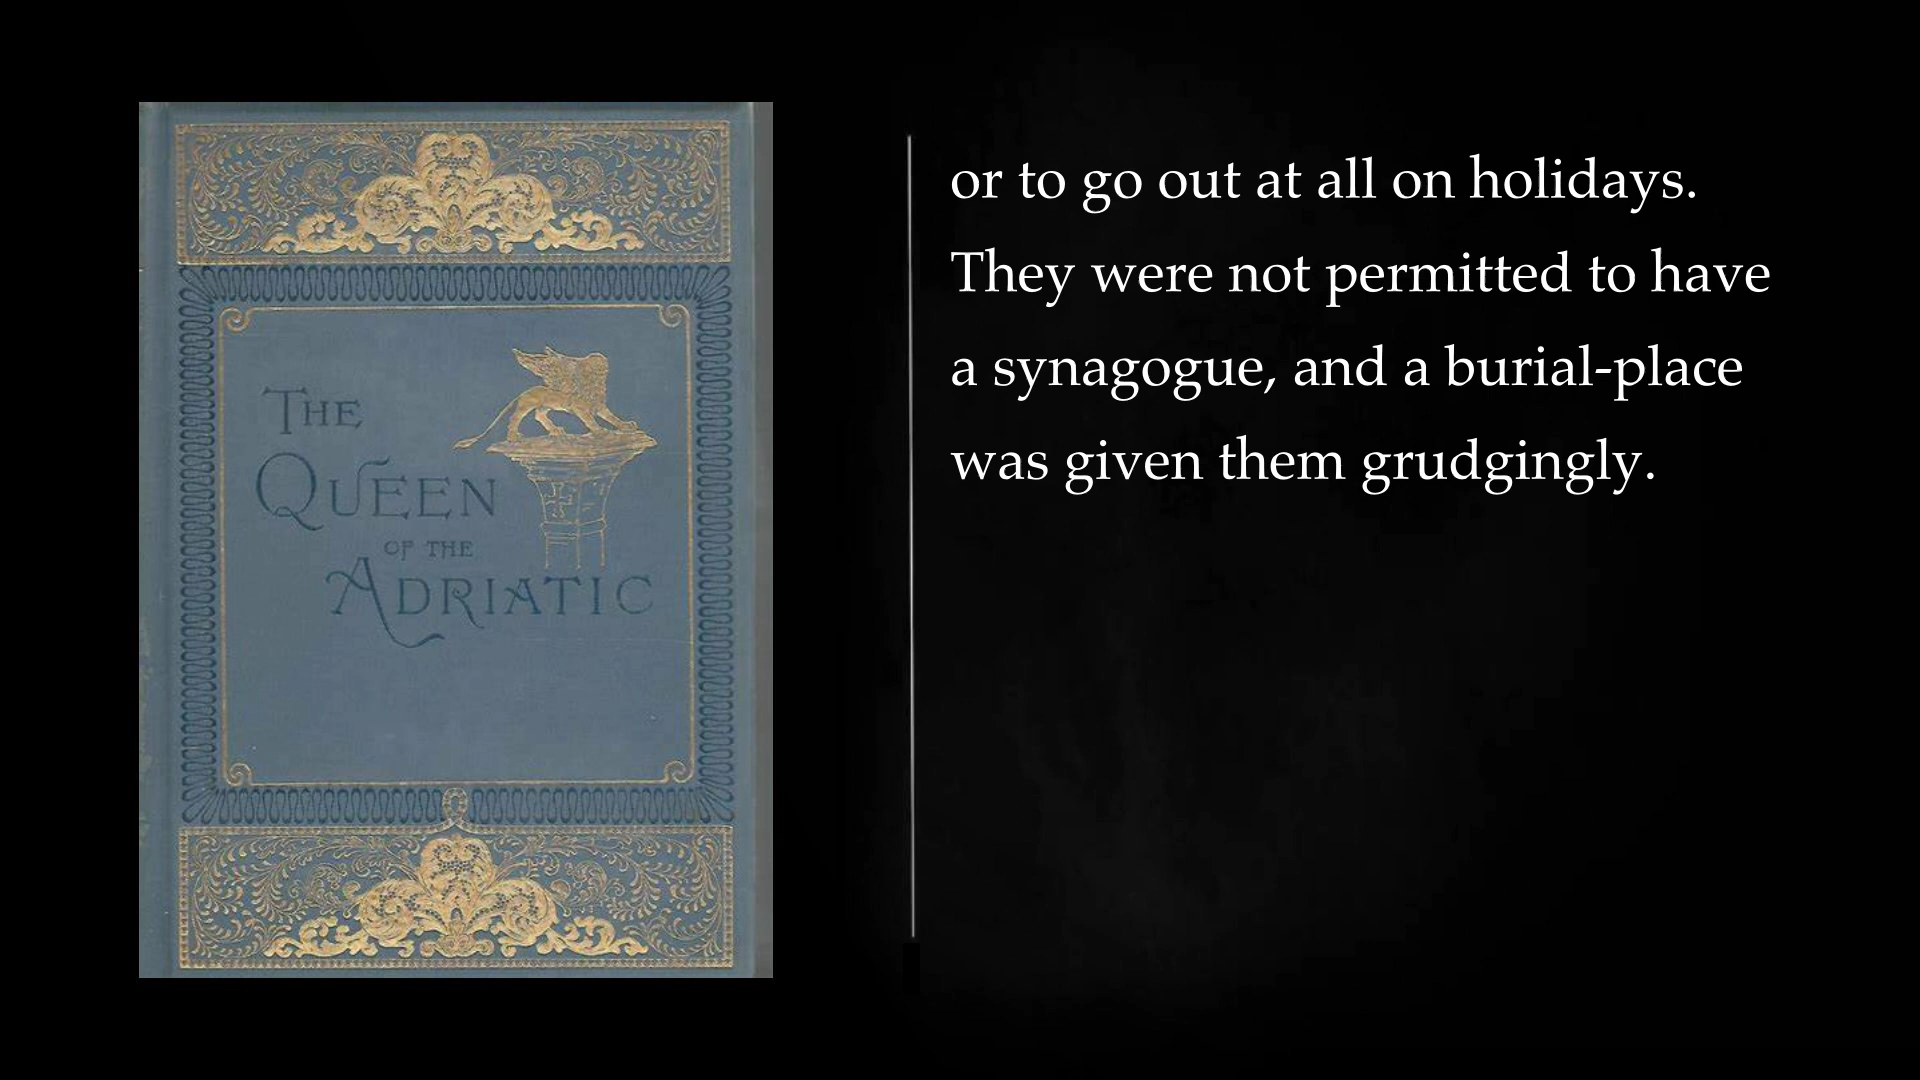 THE
QUEEN
OF THE
ADRIATIC
or to go out at all on holidays.
They were not permitted to have
a synagogue, and a burial-place
was given them grudgingly.